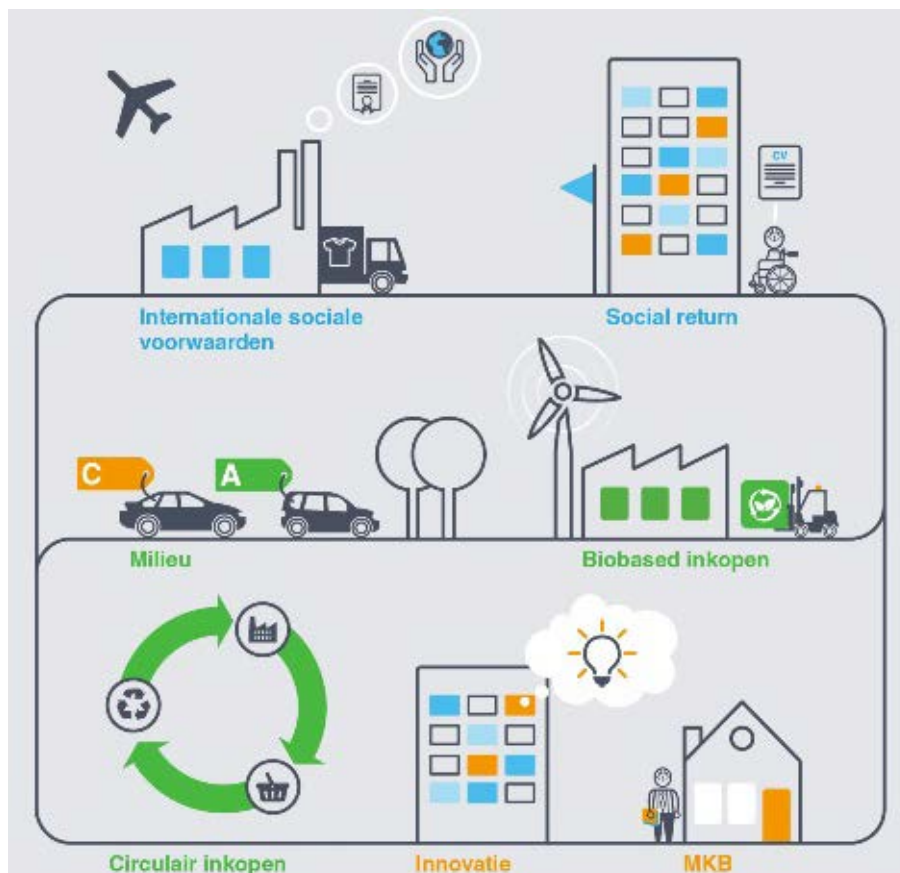 CV
Internationale sociale
voorwaarden
Social return
C
A
Milieu
Biobased inkopen
Circulair inkopen
Innovatie
MKB